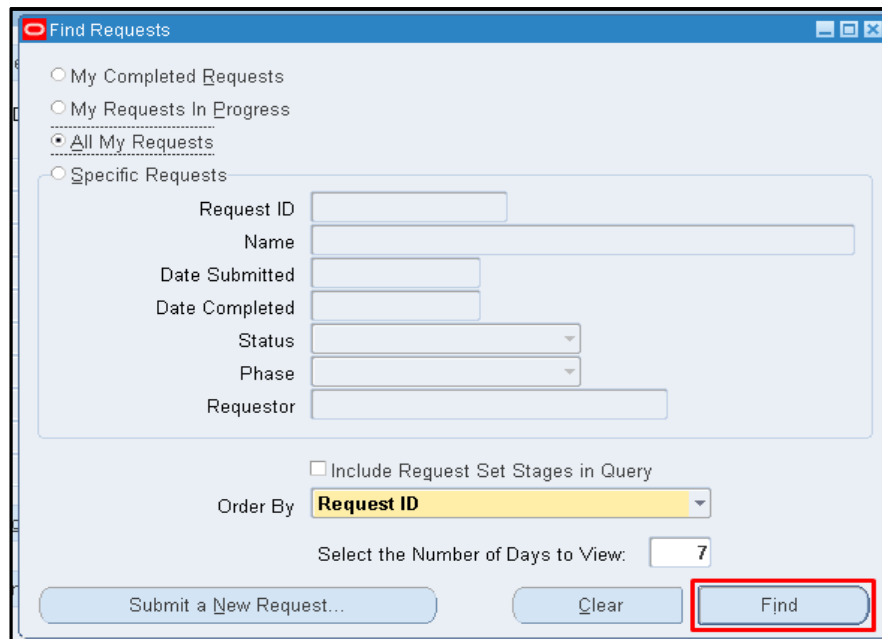 Find Requests
My Completed Requests
My Requests In Progress
All My Requests
Specific Requests
Request ID
Name
Date Submitted
Date Completed
Status
Phase
Requestor
Include Request Set Stages in Query
Order By Request ID
Select the Number of Days to View: 7
Submit a New Request... Clear Find